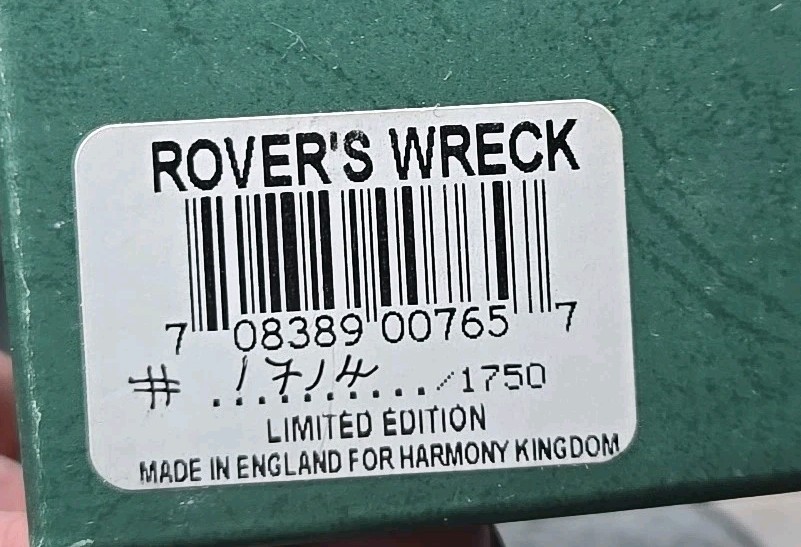 ROVER'S WRECK
7 08389 00765 7
# 1714 /1750
LIMITED EDITION
MADE IN ENGLAND FOR HARMONY KINGDOM